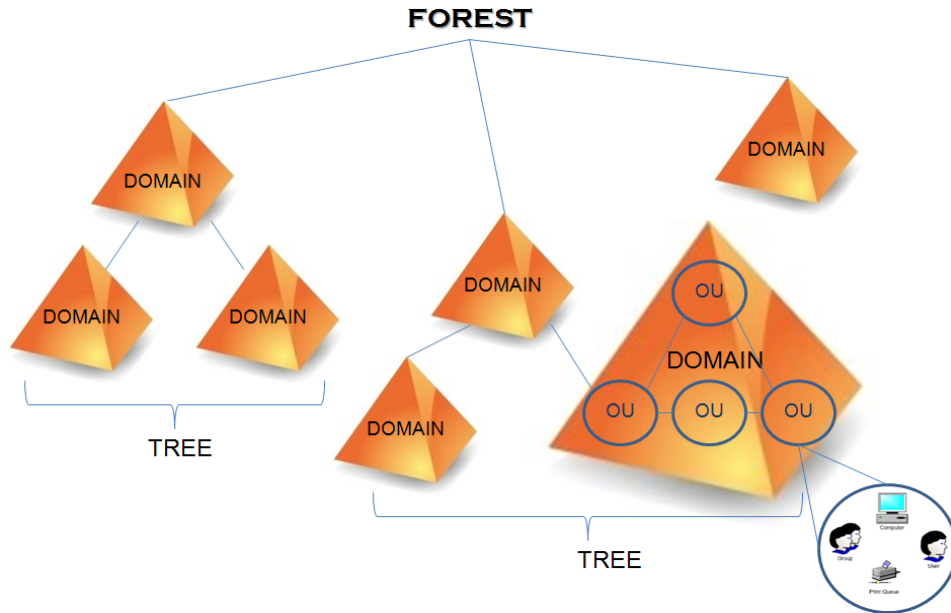 FOREST
DOMAIN
DOMAIN
DOMAIN
DOMAIN
TREE
DOMAIN
DOMAIN
OU
DOMAIN
OU
OU
OU
TREE
Computer
Group
User
Print Queue